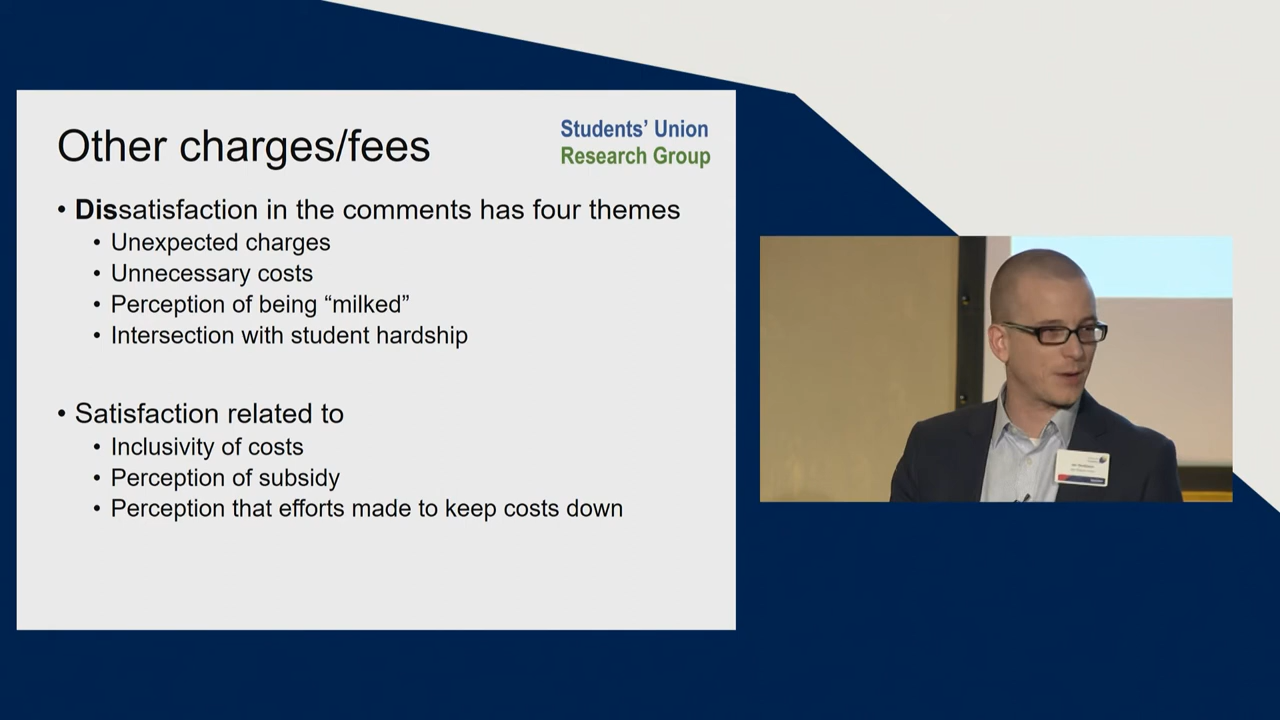 Other charges/fees
Students’ Union
Research Group
• Dissatisfaction in the comments has four themes
• Unexpected charges
• Unnecessary costs
• Perception of being “milked”
• Intersection with student hardship
• Satisfaction related to
• Inclusivity of costs
• Perception of subsidy
• Perception that efforts made to keep costs down